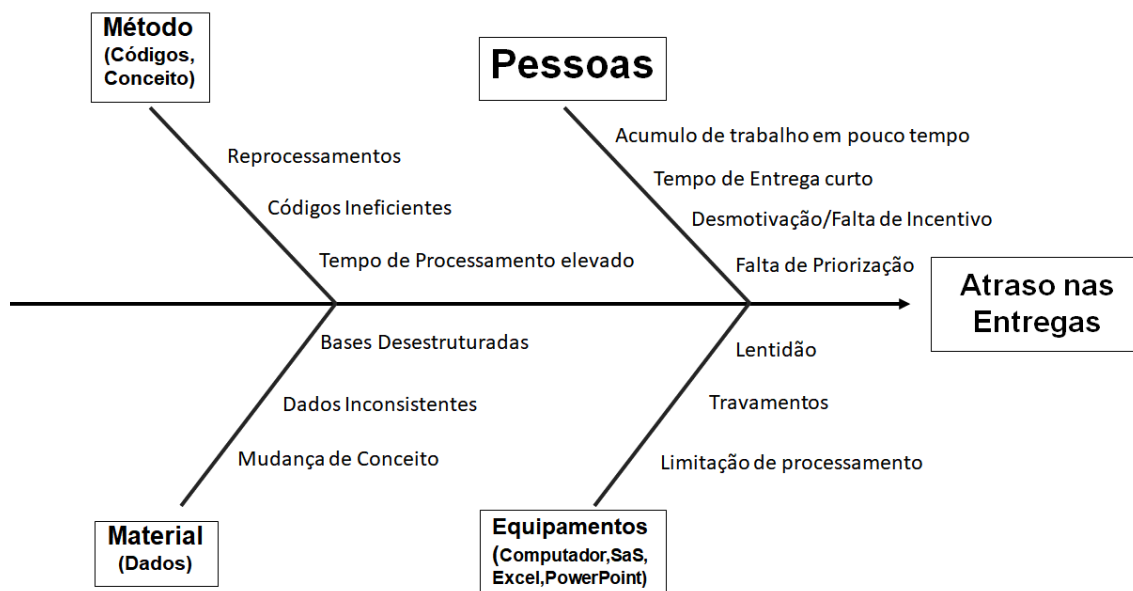 Método
(Códigos,
Conceito)
Pessoas
Reprocessamentos
Códigos Ineficientes
Tempo de Processamento elevado
Acumulo de trabalho em pouco tempo
Tempo de Entrega curto
Desmotivação/Falta de Incentivo
Falta de Priorização
Atraso nas
Entregas
Bases Desestruturadas
Dados Inconsistentes
Mudança de Conceito
Lentidão
Travamentos
Limitação de processamento
Material
(Dados)
Equipamentos
(Computador,SaS,
Excel,PowerPoint)